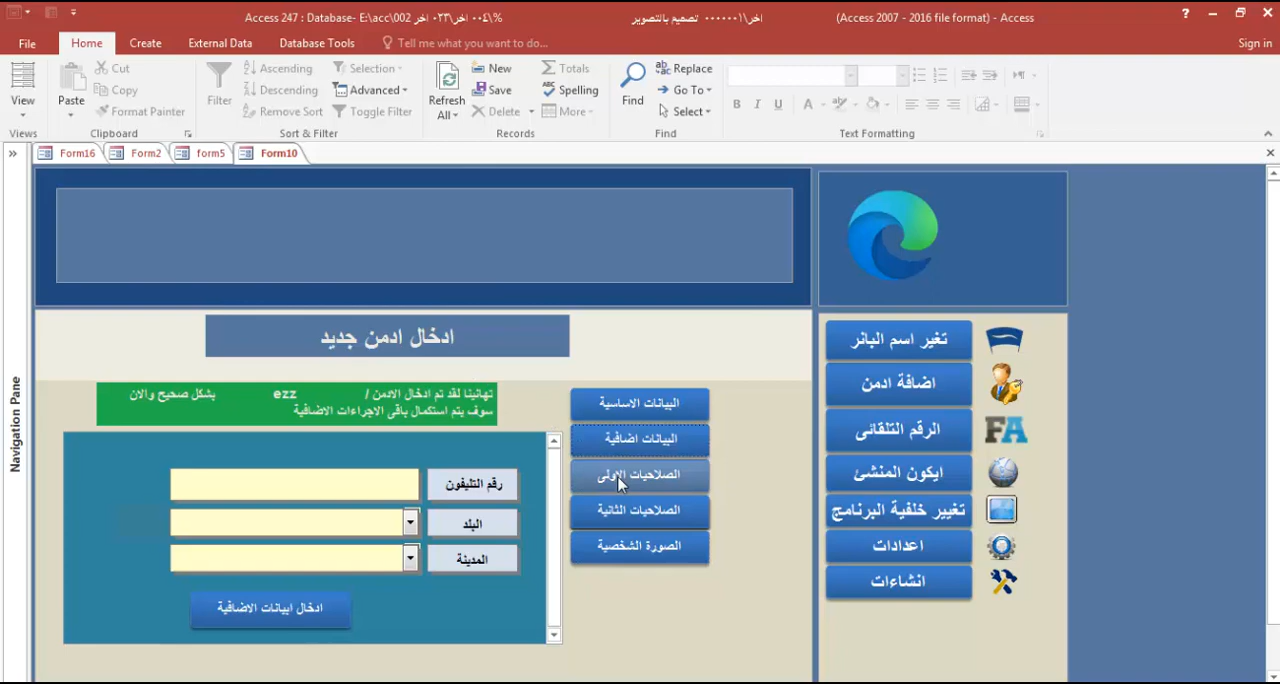 Access 247 : Database- E:\acc\002 اخر ٠٢٣\اخر ٠٠٤\%\
اخر\٠٠٠٠٠٠١ تصميم بالتصوير
(Access 2007 - 2016 file format) - Access
?
File
Home
Create
External Data
Database Tools
Tell me what you want to do...
Sign in
View
Paste
Cut
Copy
Format Painter
Filter
Ascending
Descending
Remove Sort
Selection
Advanced
Toggle Filter
Refresh All
New
Save
Delete
Totals
Spelling
More
Find
Replace
Go To
Select
B I U A
Views
Clipboard
Sort & Filter
Records
Find
Text Formatting
Form16
Form2
form5
Form10
Navigation Pane
ادخال ادمن جديد
تهانينا لقد تم ادخال الادمن / ezz بشكل صحيح والان
سوف يتم استكمال باقى الاجراءات الاضافية
البيانات الاساسية
البيانات اضافية
الصلاحيات الاولى
الصلاحيات الثانية
الصورة الشخصية
رقم التليفون
البلد
المدينة
ادخال ابيانات الاضافية
تغير اسم البانر
اضافة ادمن
الرقم التلقائى
FA
ايكون المنشئ
تغيير خلفية البرنامج
اعدادات
انشاءات